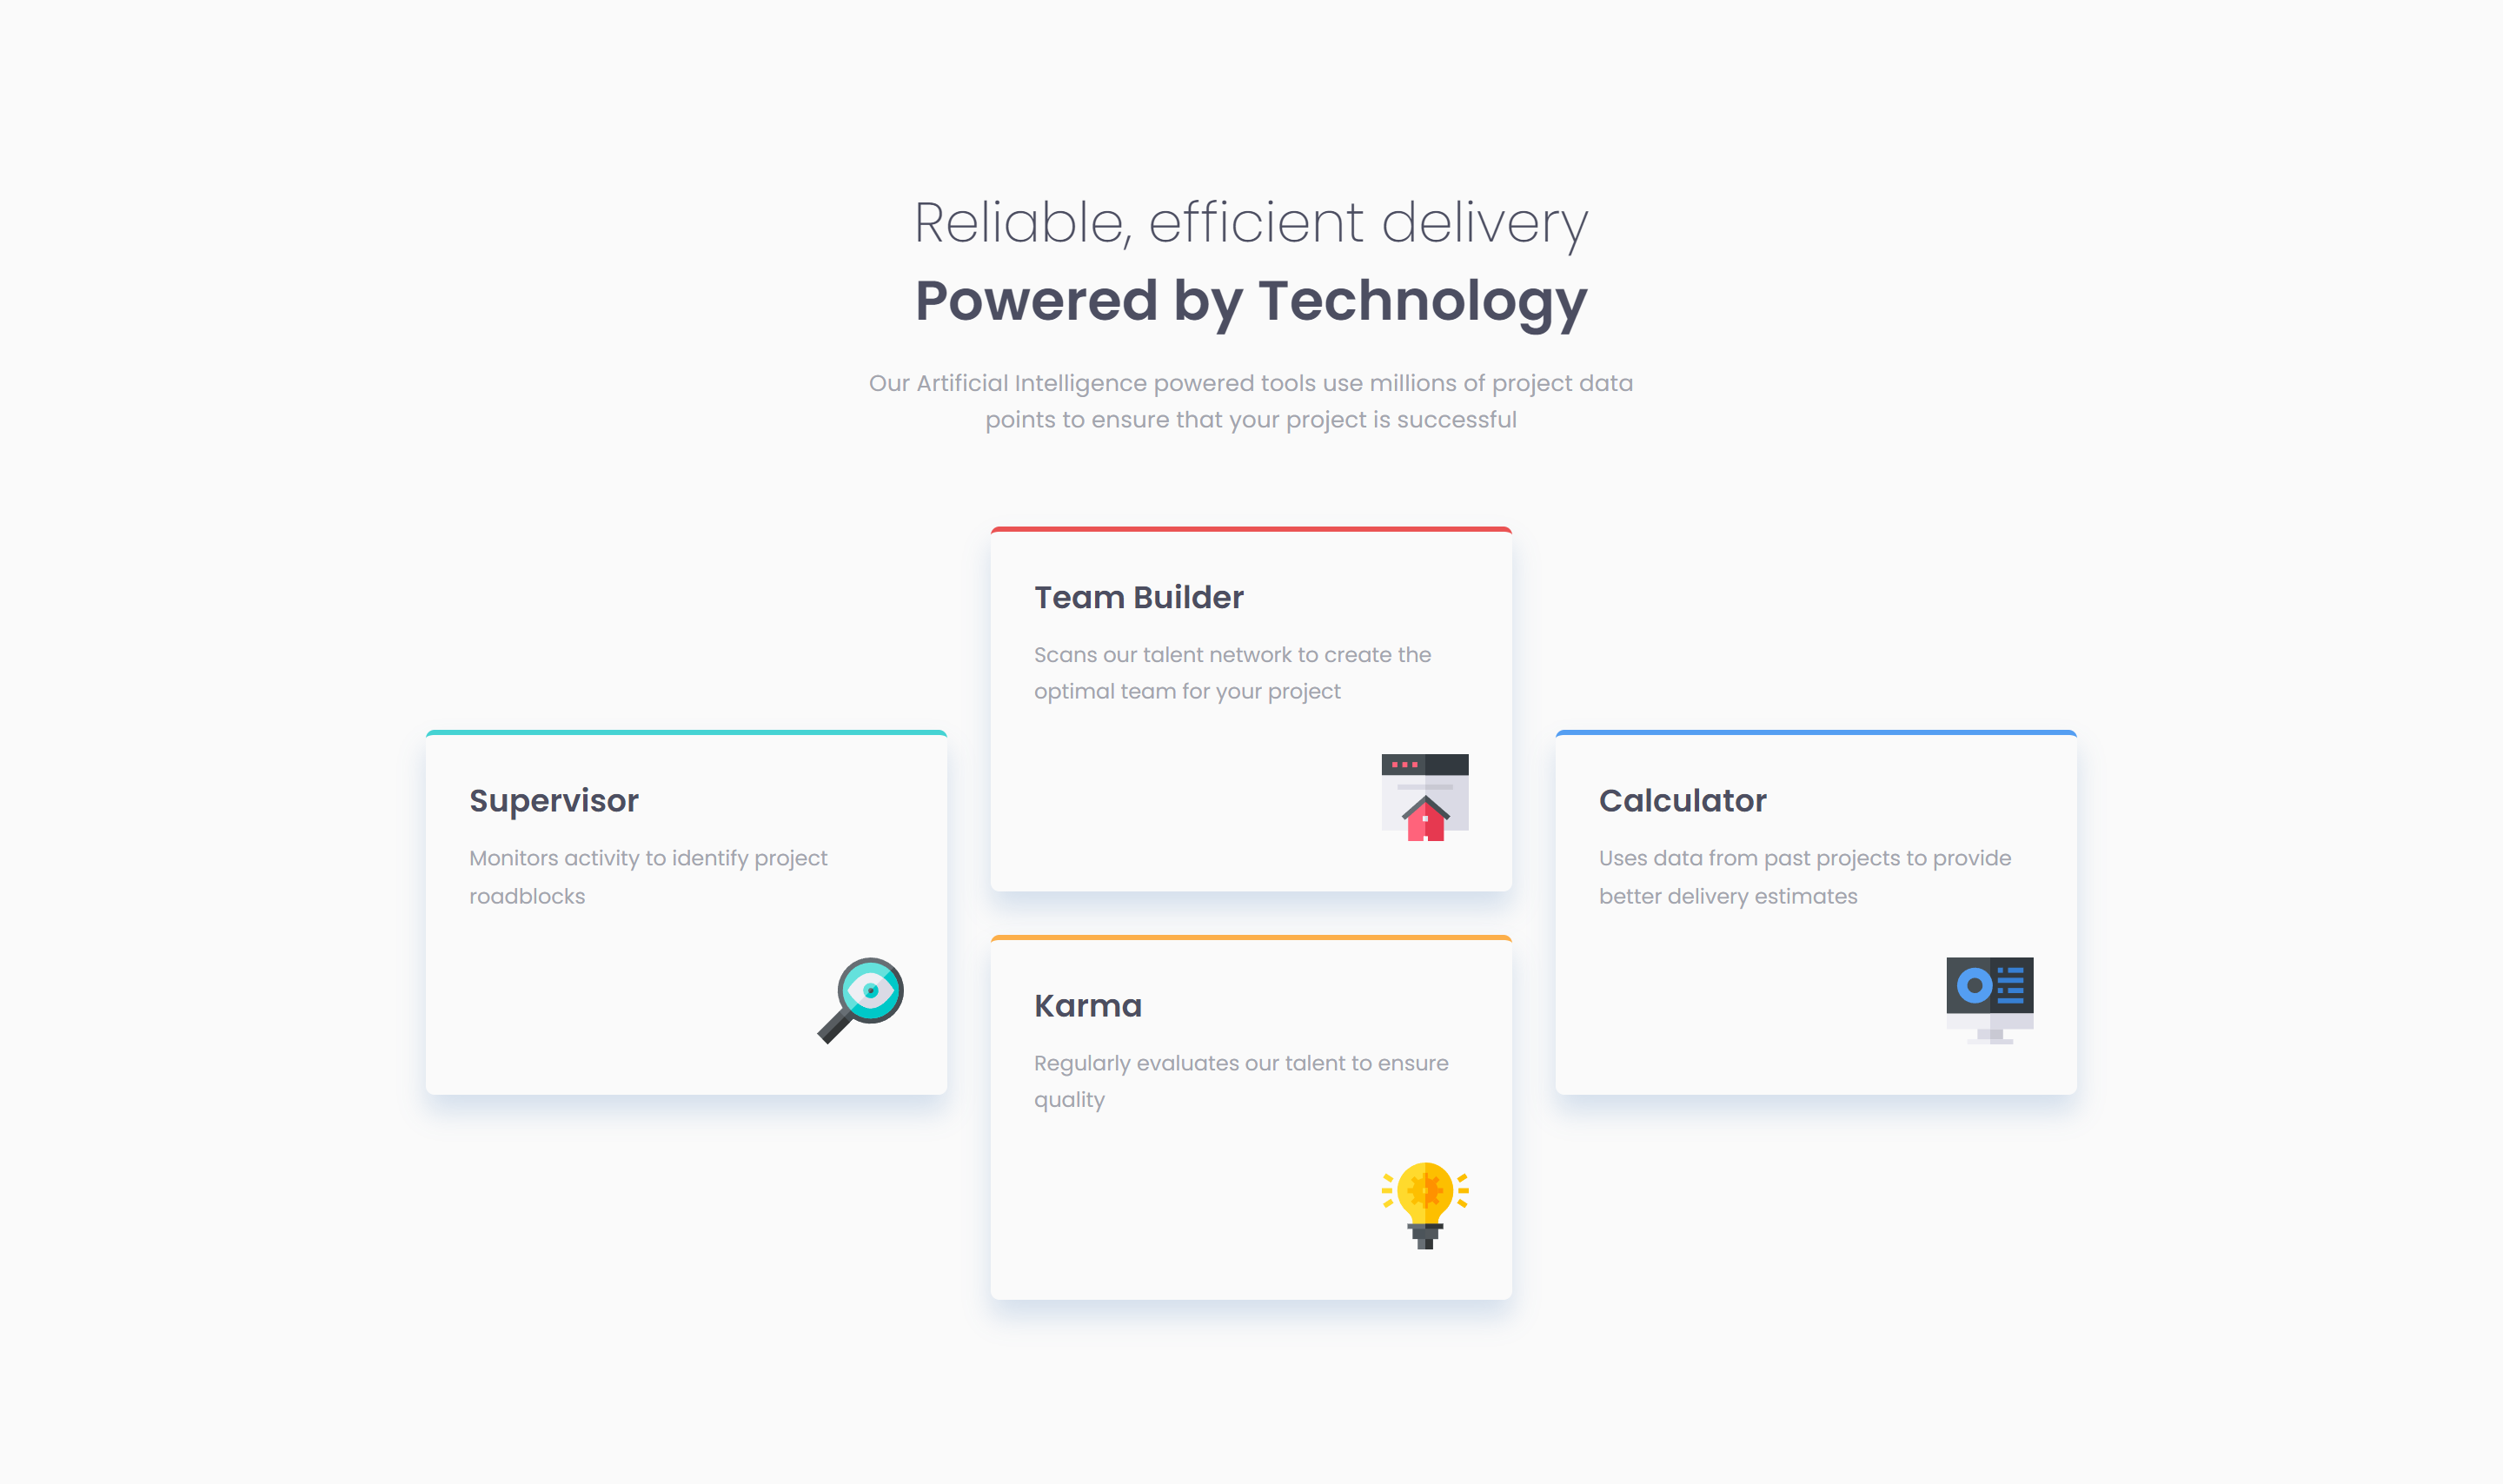 Reliable, efficient delivery
Powered by Technology
Our Artificial Intelligence powered tools use millions of project data
points to ensure that your project is successful
Supervisor
Monitors activity to identify project
roadblocks
Team Builder
Scans our talent network to create the
optimal team for your project
Karma
Regularly evaluates our talent to ensure
quality
Calculator
Uses data from past projects to provide
better delivery estimates